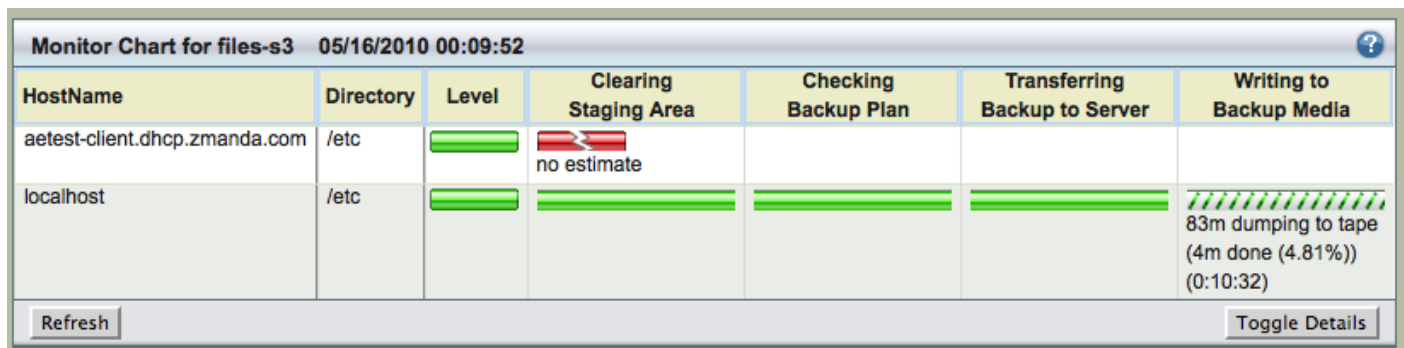 Monitor Chart for files-s3 05/16/2010 00:09:52 ?
HostName Directory Level Clearing Staging Area Checking Backup Plan Transferring Backup to Server Writing to Backup Media
aetest-client.dhcp.zmanda.com /etc
no estimate
localhost /etc
83m dumping to tape
(4m done (4.81%))
(0:10:32)
Refresh Toggle Details